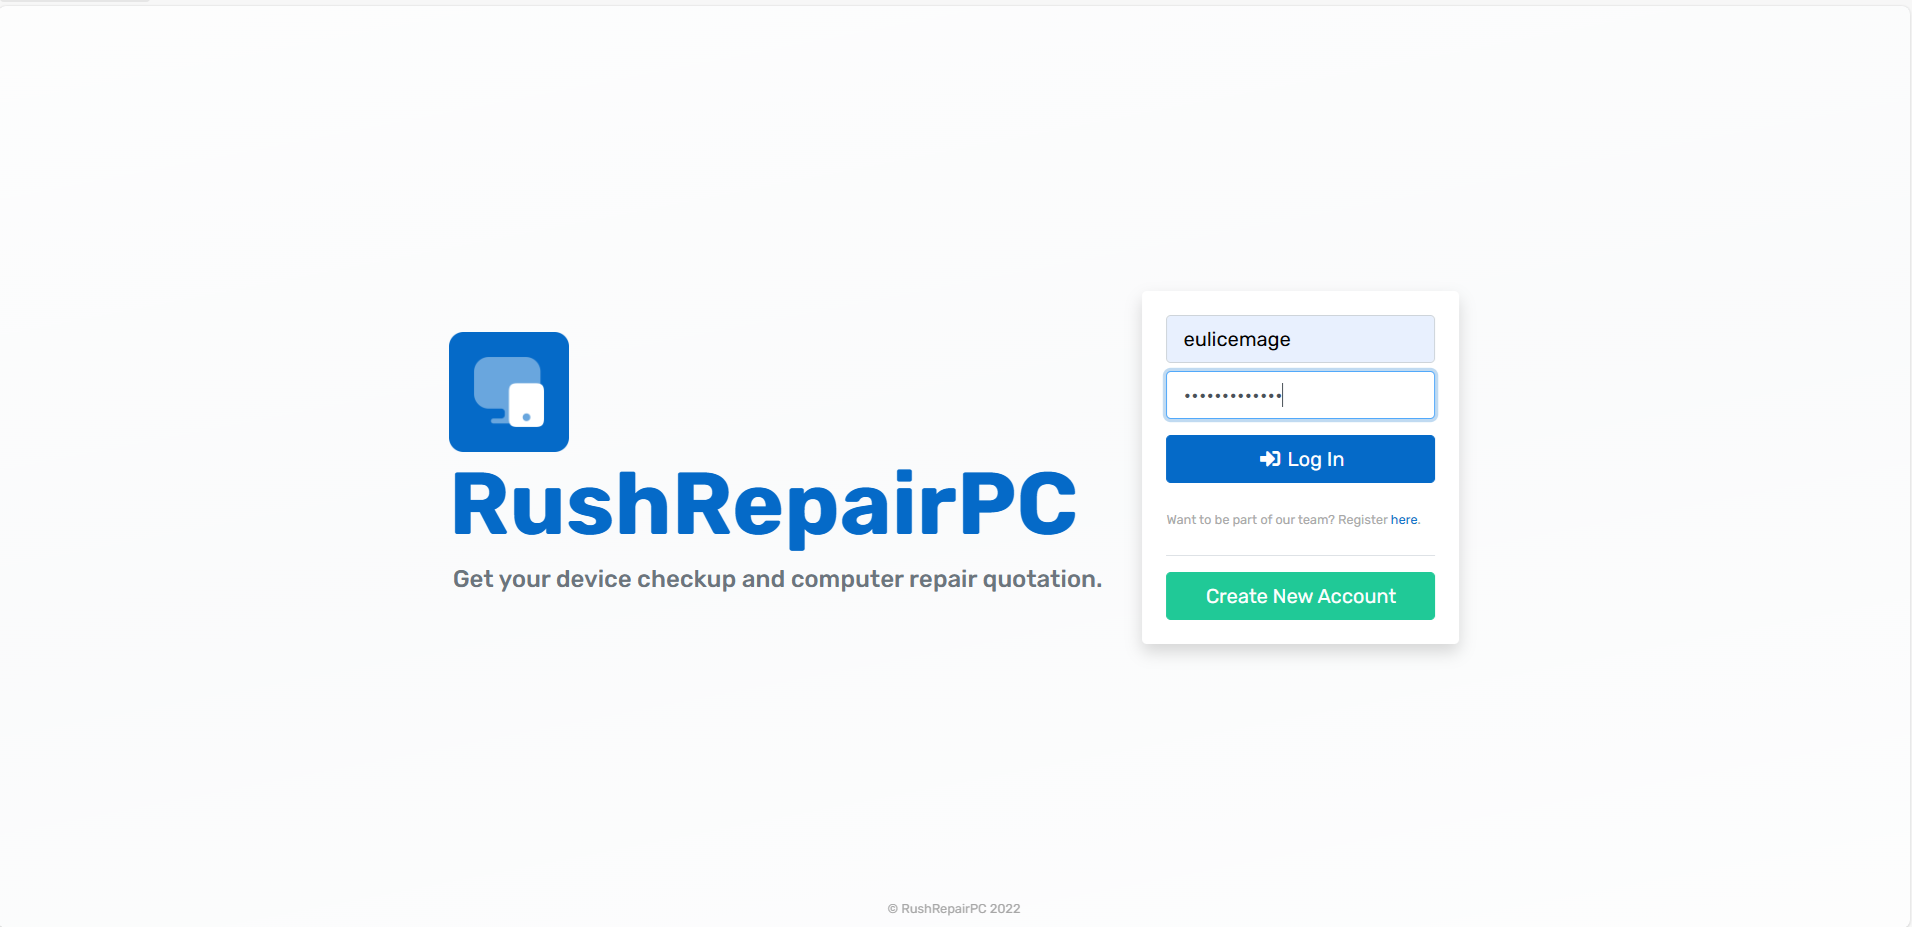 RushRepairPC
Get your device checkup and computer repair quotation.
eulicemage
•••••••••••••
Log In
Want to be part of our team? Register here.
Create New Account
© RushRepairPC 2022